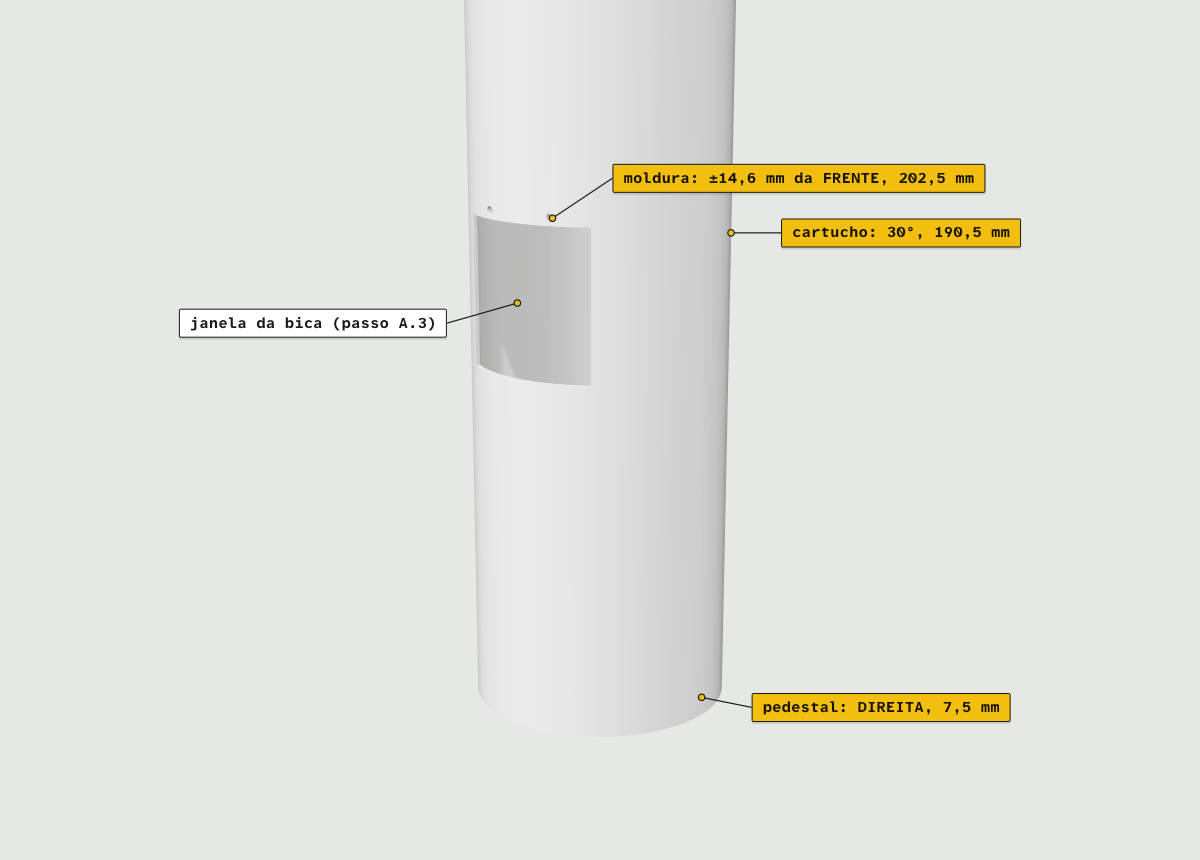 moldura: ±14,6 mm da FRENTE, 202,5 mm
cartucho: 30°, 190,5 mm
janela da bica (passo A.3)
pedestal: DIREITA, 7,5 mm